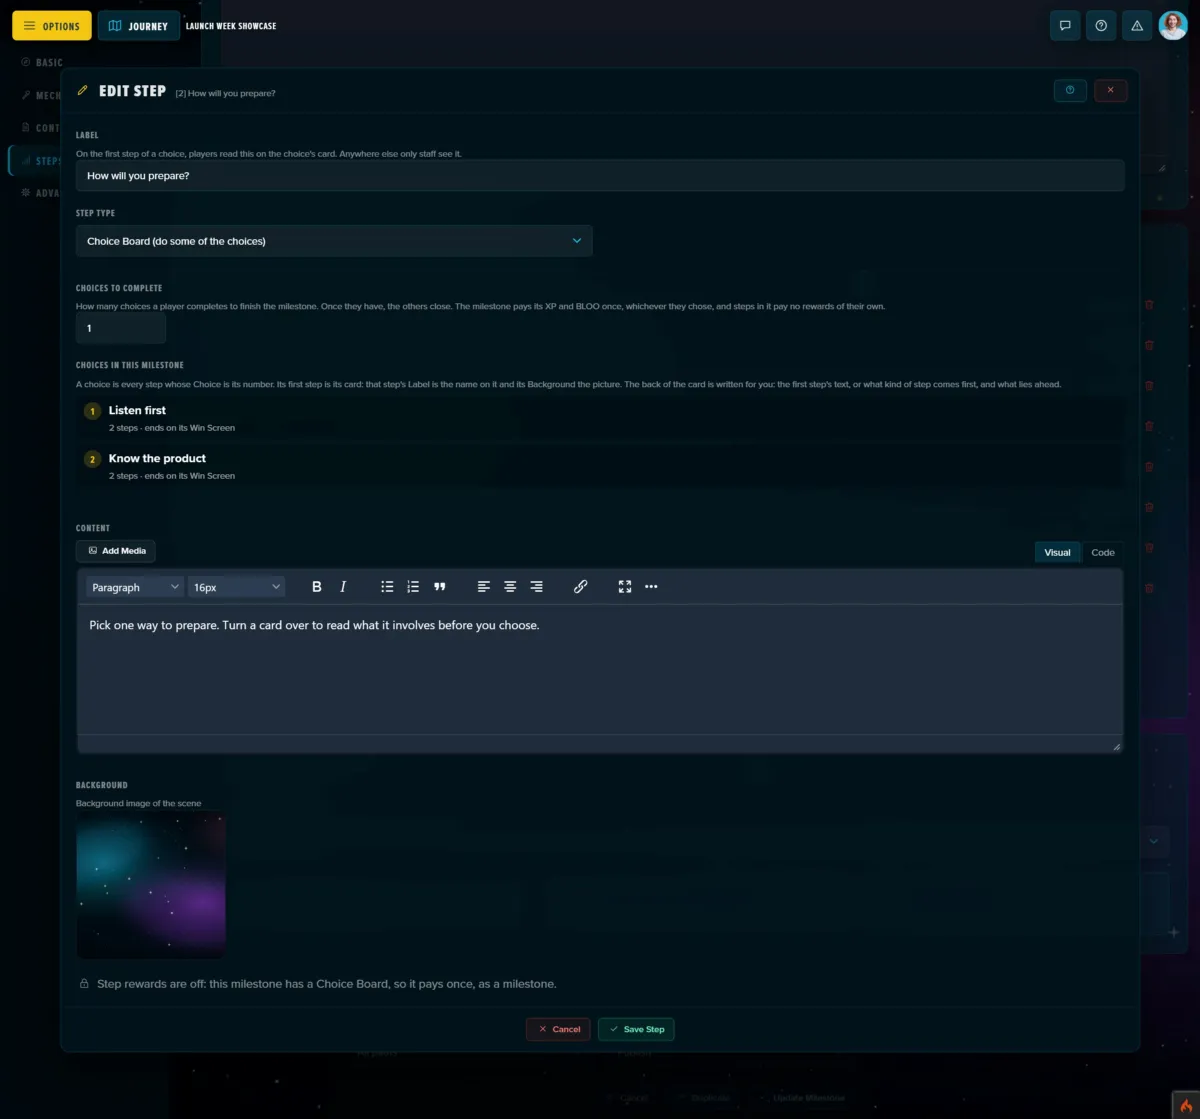 OPTIONS
JOURNEY
LAUNCH WEEK SHOWCASE
BASIC
MECH
CONT
STEPS
ADVA
EDIT STEP
[2] How will you prepare?
LABEL
On the first step of a choice, players read this on the choice's card. Anywhere else only staff see it.
How will you prepare?
STEP TYPE
Choice Board (do some of the choices)
CHOICES TO COMPLETE
How many choices a player completes to finish the milestone. Once they have, the others close. The milestone pays its XP and BLOO once, whichever they chose, and steps in it pay no rewards of their own.
1
CHOICES IN THIS MILESTONE
A choice is every step whose Choice is its number. Its first step is its card: that step's Label is the name on it and its Background the picture. The back of the card is written for you: the first step's text, or what kind of step comes first, and what lies ahead.
1 Listen first
2 steps - ends on its Win Screen
2 Know the product
2 steps - ends on its Win Screen
CONTENT
Add Media
Visual
Code
Paragraph
16px
B
I
Pick one way to prepare. Turn a card over to read what it involves before you choose.
BACKGROUND
Background image of the scene
Step rewards are off: this milestone has a Choice Board, so it pays once, as a milestone.
Cancel
Save Step
Cancel
Duplicate
Update Milestone